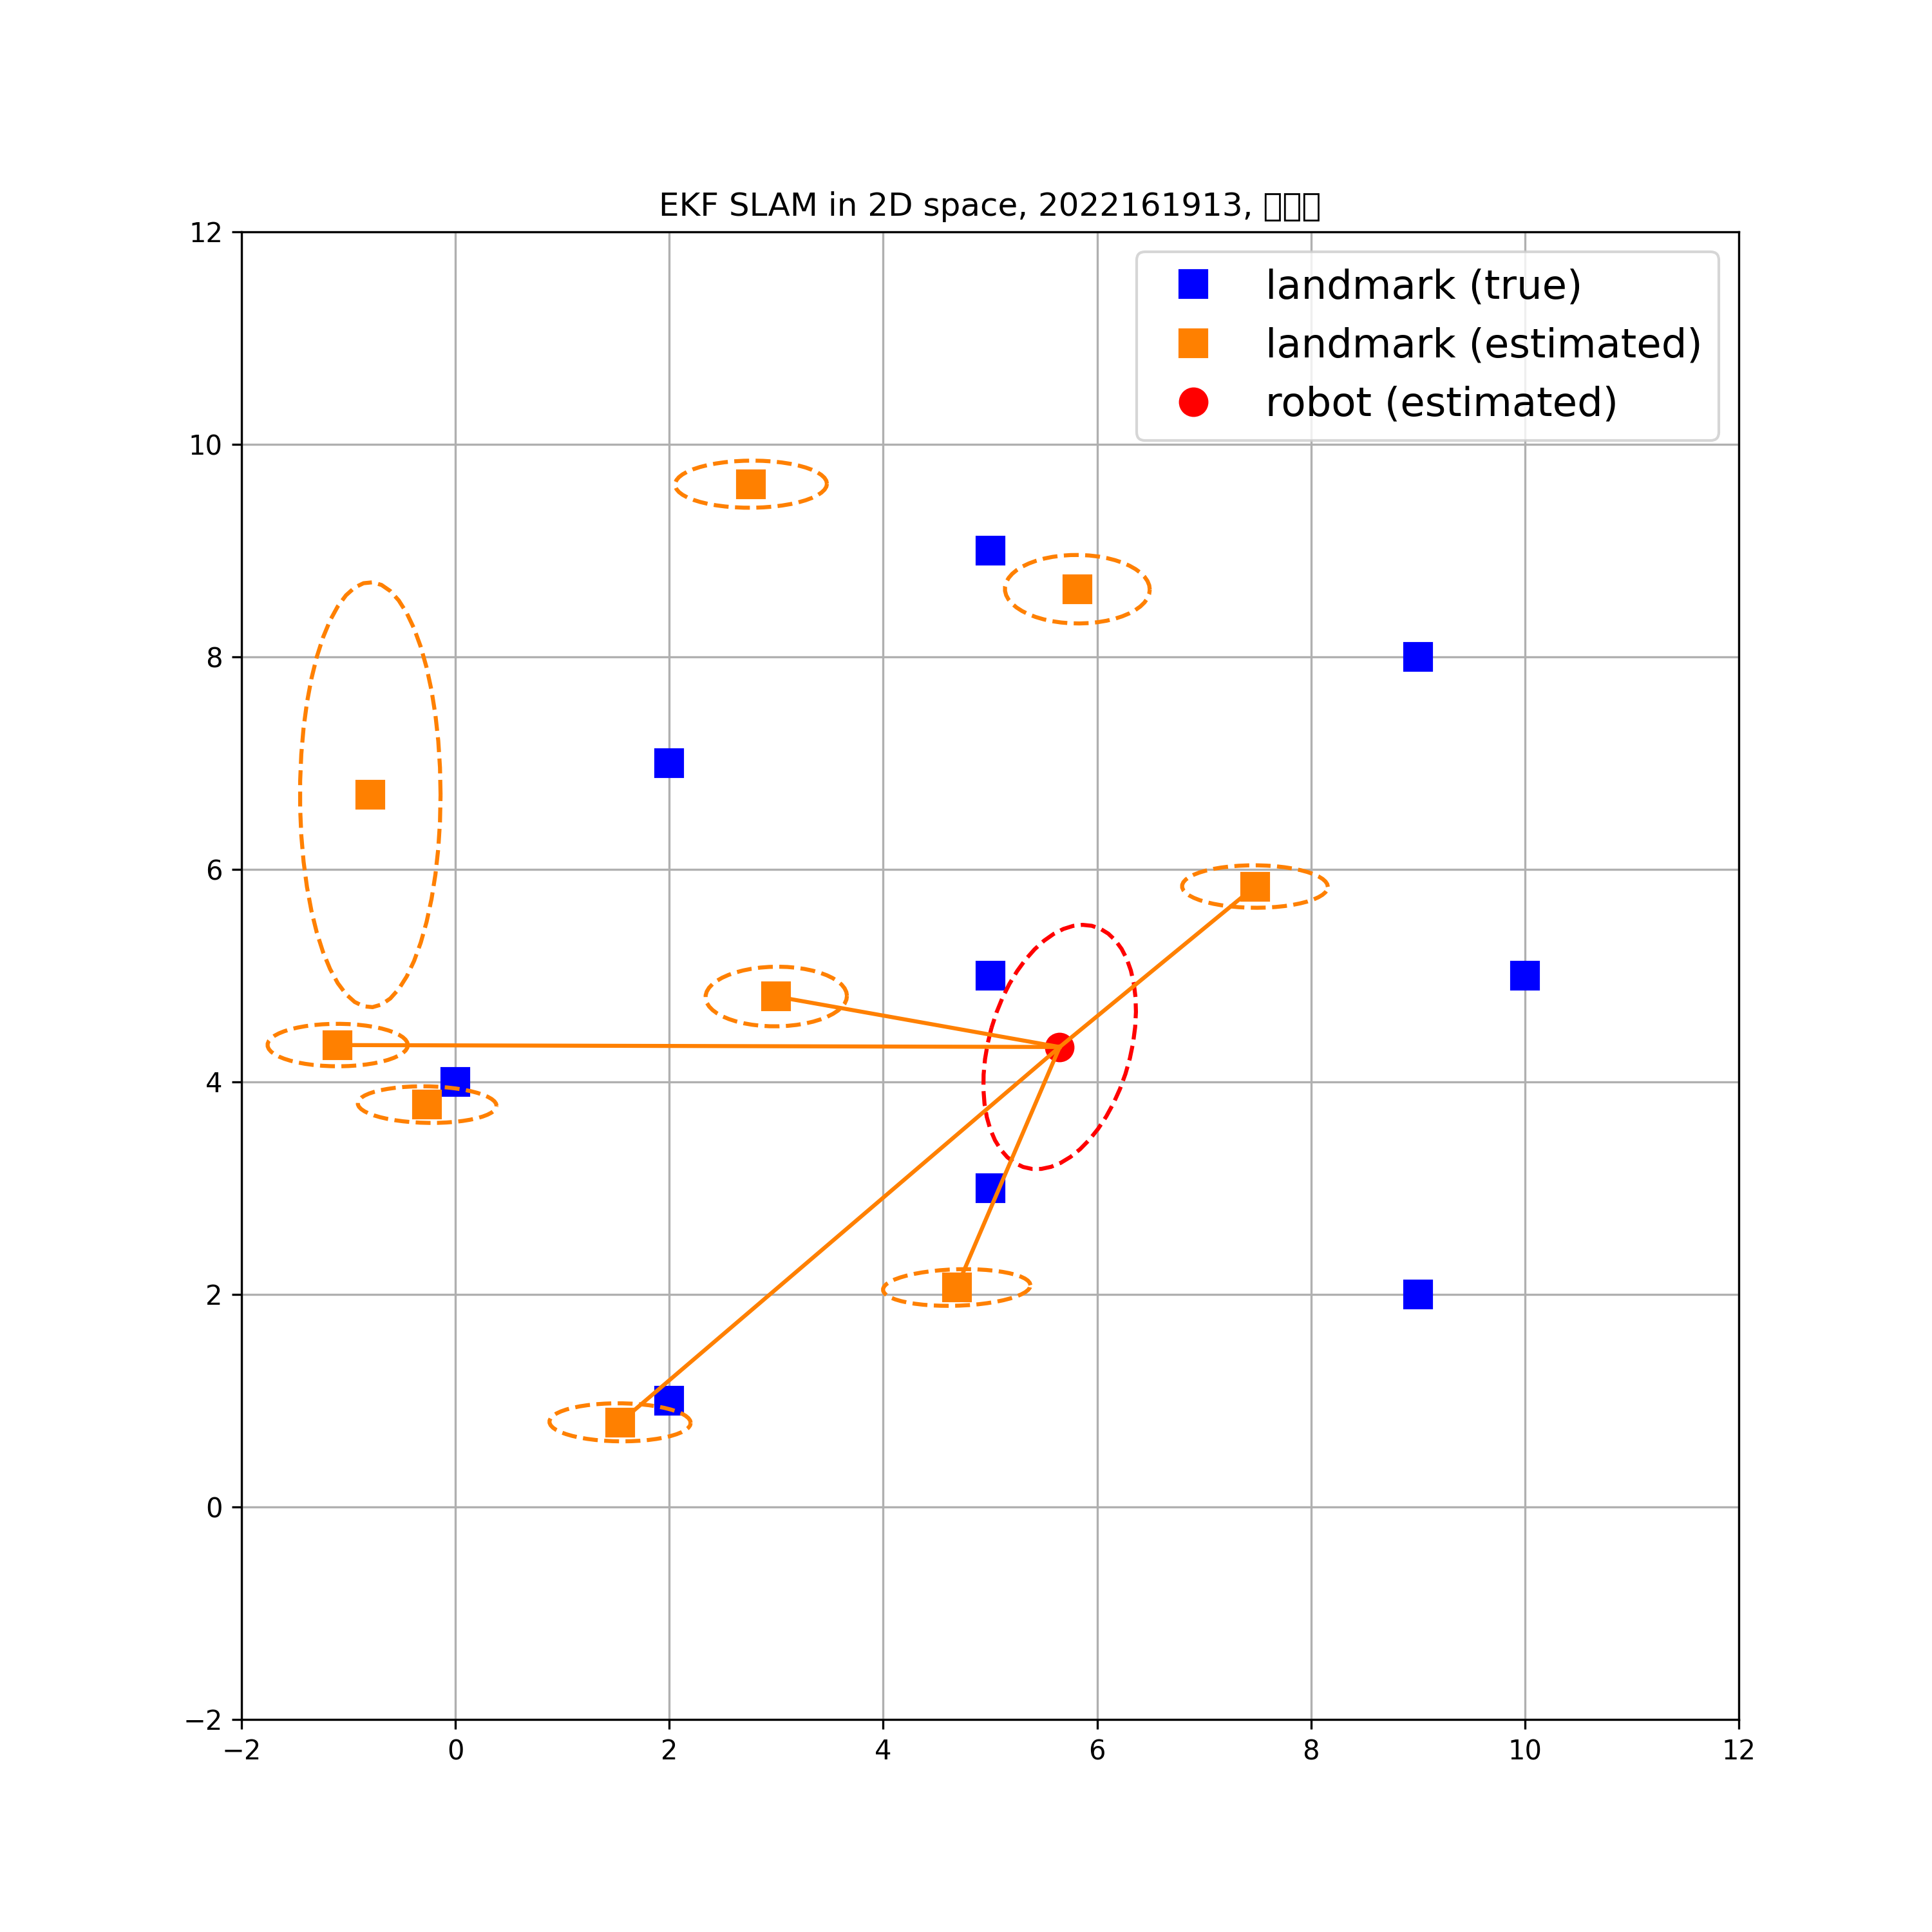 EKF SLAM in 2D space, 2022161913,
landmark (true)
landmark (estimated)
robot (estimated)
12
10
8
6
4
2
0
−2
−2 0 2 4 6 8 10 12